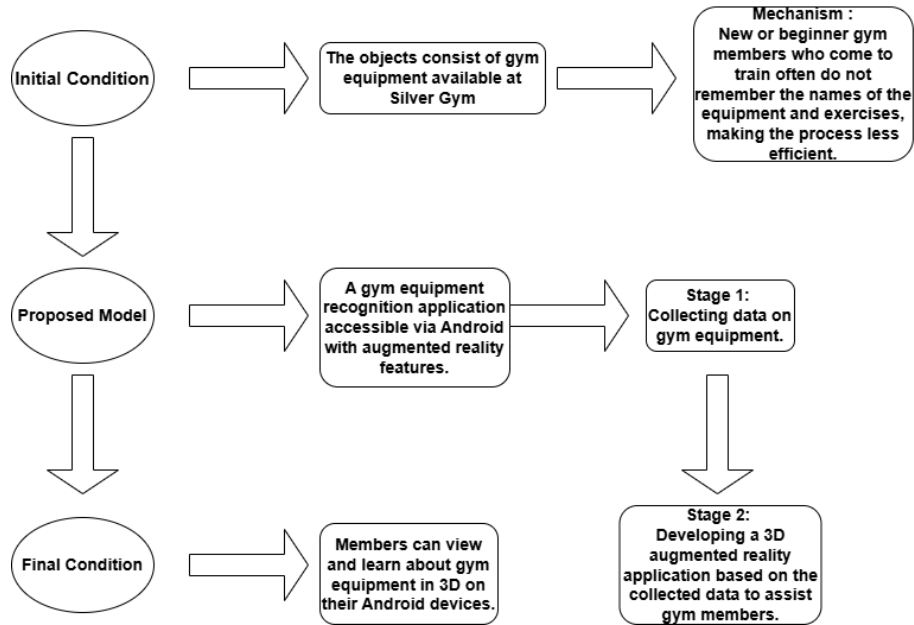 Initial Condition
The objects consist of gym
equipment available at
Silver Gym
Mechanism :
New or beginner gym
members who come to
train often do not
remember the names of the
equipment and exercises,
making the process less
efficient.
Proposed Model
A gym equipment
recognition application
accessible via Android
with augmented reality
features.
Stage 1:
Collecting data on
gym equipment.
Final Condition
Members can view
and learn about gym
equipment in 3D on
their Android devices.
Stage 2:
Developing a 3D
augmented reality
application based on the
collected data to assist
gym members.